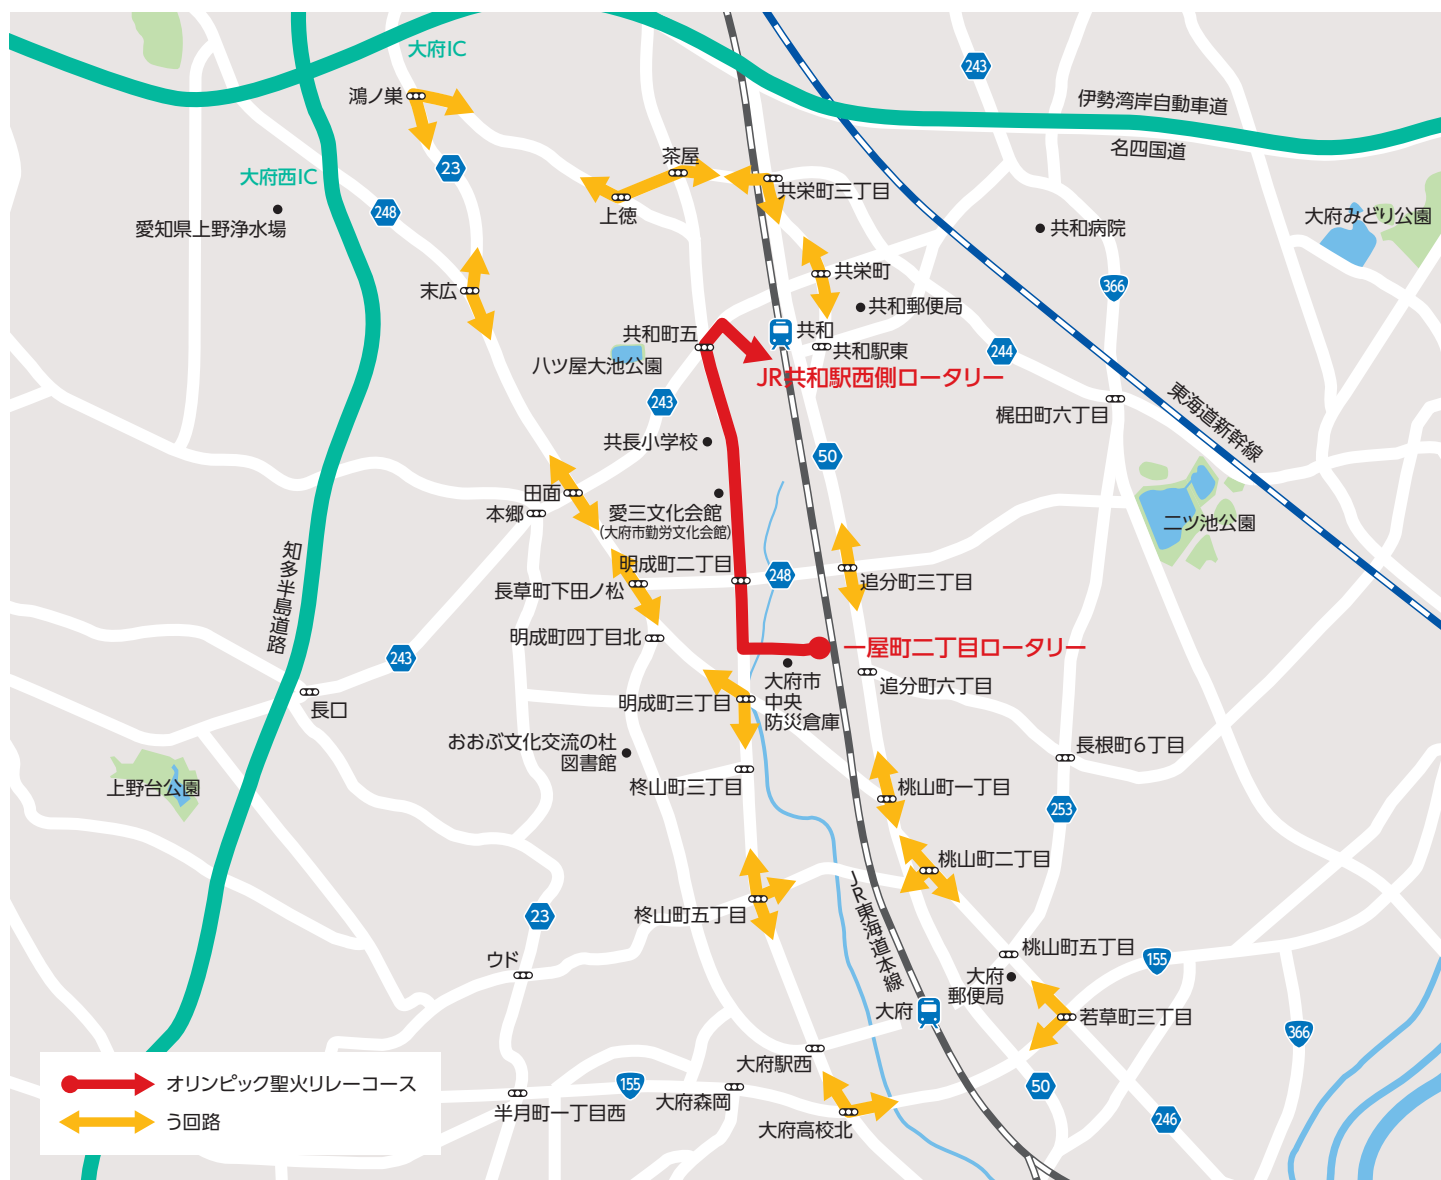 大府IC
243
鴻ノ巣
伊勢湾岸自動車道
名四国道
茶屋
23
大府西IC
共栄町三丁目
248
上徳
大府みどり公園
愛知県上野浄水場
共和病院
共栄町
366
末広
共和郵便局
共和町五
共和
共和駅東
244
八ツ屋大池公園
JR共和駅西側ロータリー
243
東海道新幹線
梶田町六丁目
共長小学校
50
田面
本郷
愛三文化会館
(大府市勤労文化会館)
二ツ池公園
明成町二丁目
248
長草町下田ノ松
追分町三丁目
知多半島道路
明成町四丁目北
一屋町二丁目ロータリー
243
大府市
中央
防災倉庫
追分町六丁目
長口
明成町三丁目
おおぶ文化交流の杜
図書館
長根町6丁目
上野台公園
柊山町三丁目
桃山町一丁目
253
桃山町二丁目
JR東海道本線
23
柊山町五丁目
桃山町五丁目
155
ウド
大府
郵便局
大府
若草町三丁目
366
大府駅西
オリンピック聖火リレーコース
155
大府森岡
50
半月町一丁目西
う回路
大府高校北
246